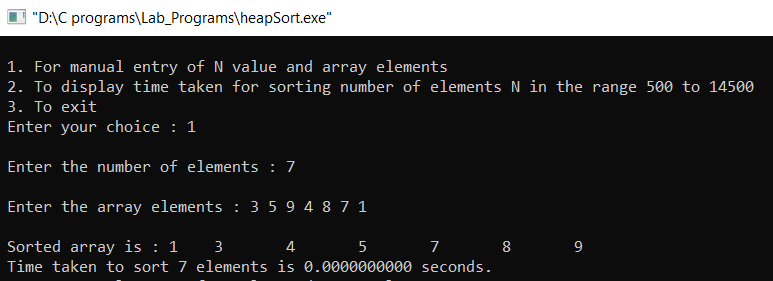 "D:\C programs\Lab_Programs\heapSort.exe"
1. For manual entry of N value and array elements
2. To display time taken for sorting number of elements N in the range 500 to 14500
3. To exit
Enter your choice : 1
Enter the number of elements : 7
Enter the array elements : 3 5 9 4 8 7 1
Sorted array is : 1    3       4       5       7       8       9
Time taken to sort 7 elements is 0.0000000000 seconds.